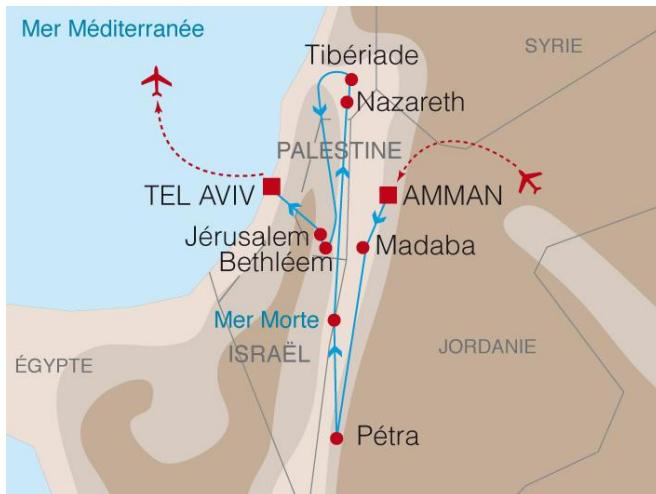 Mer Méditerranée
SYRIE
Tibériade
Nazareth
PALESTINE
TEL AVIV
AMMAN
Jérusalem
Madaba
Bethléem
Mer Morte
ISRAËL
JORDANIE
ÉGYPTE
Pétra